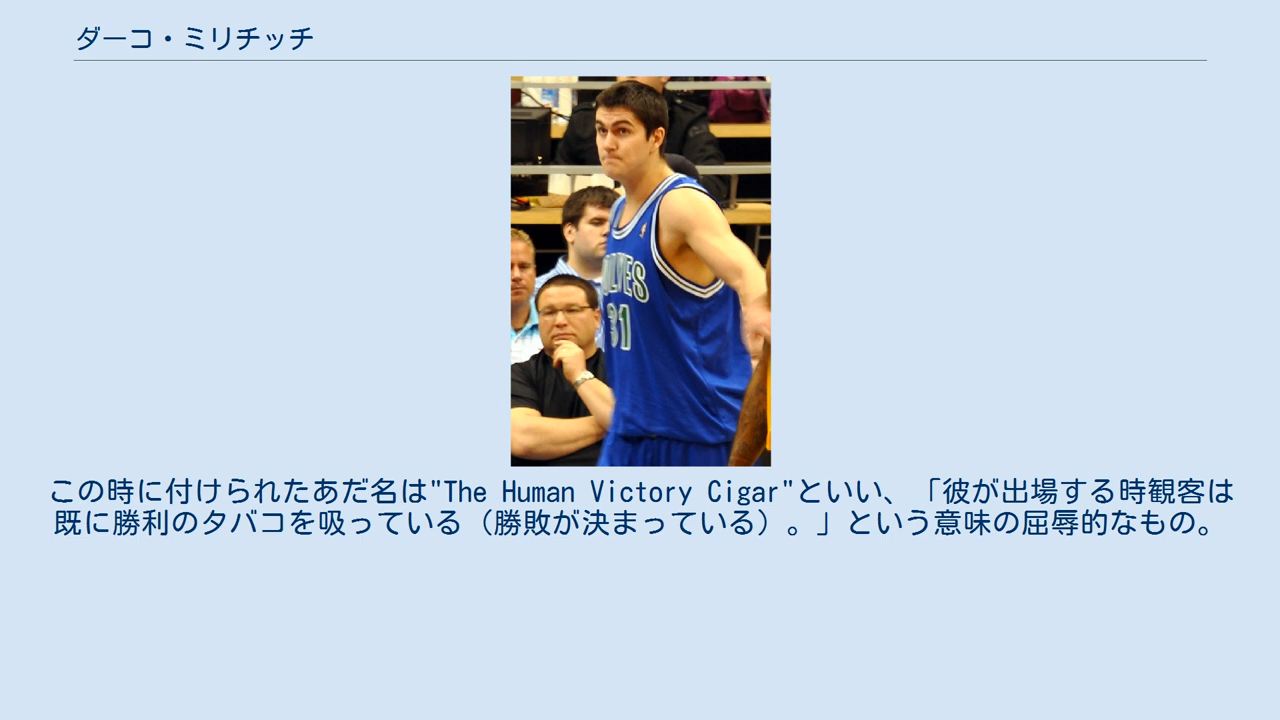 ダーコ・ミリチッチ
WOLVES
31
この時に付けられたあだ名は"The Human Victory Cigar"といい、「彼が出場する時観客は
既に勝利のタバコを吸っている（勝敗が決まっている）。」という意味の屈辱的なもの。